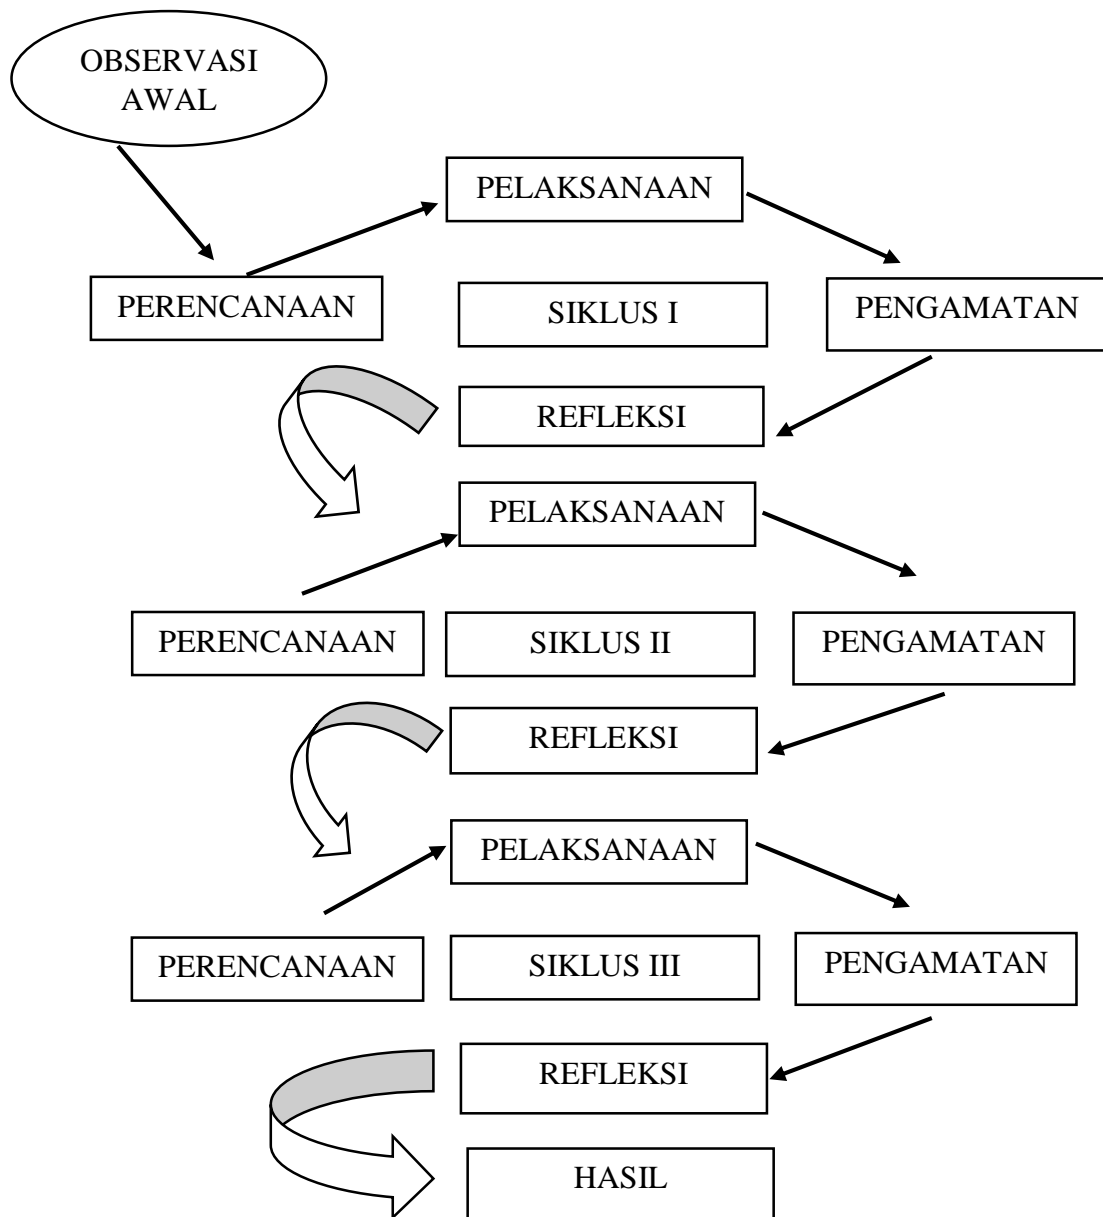 OBSERVASI
AWAL
PELAKSANAAN
PERENCANAAN
SIKLUS I
PENGAMATAN
REFLEKSI
PELAKSANAAN
PERENCANAAN
SIKLUS II
PENGAMATAN
REFLEKSI
PELAKSANAAN
PERENCANAAN
SIKLUS III
PENGAMATAN
REFLEKSI
HASIL